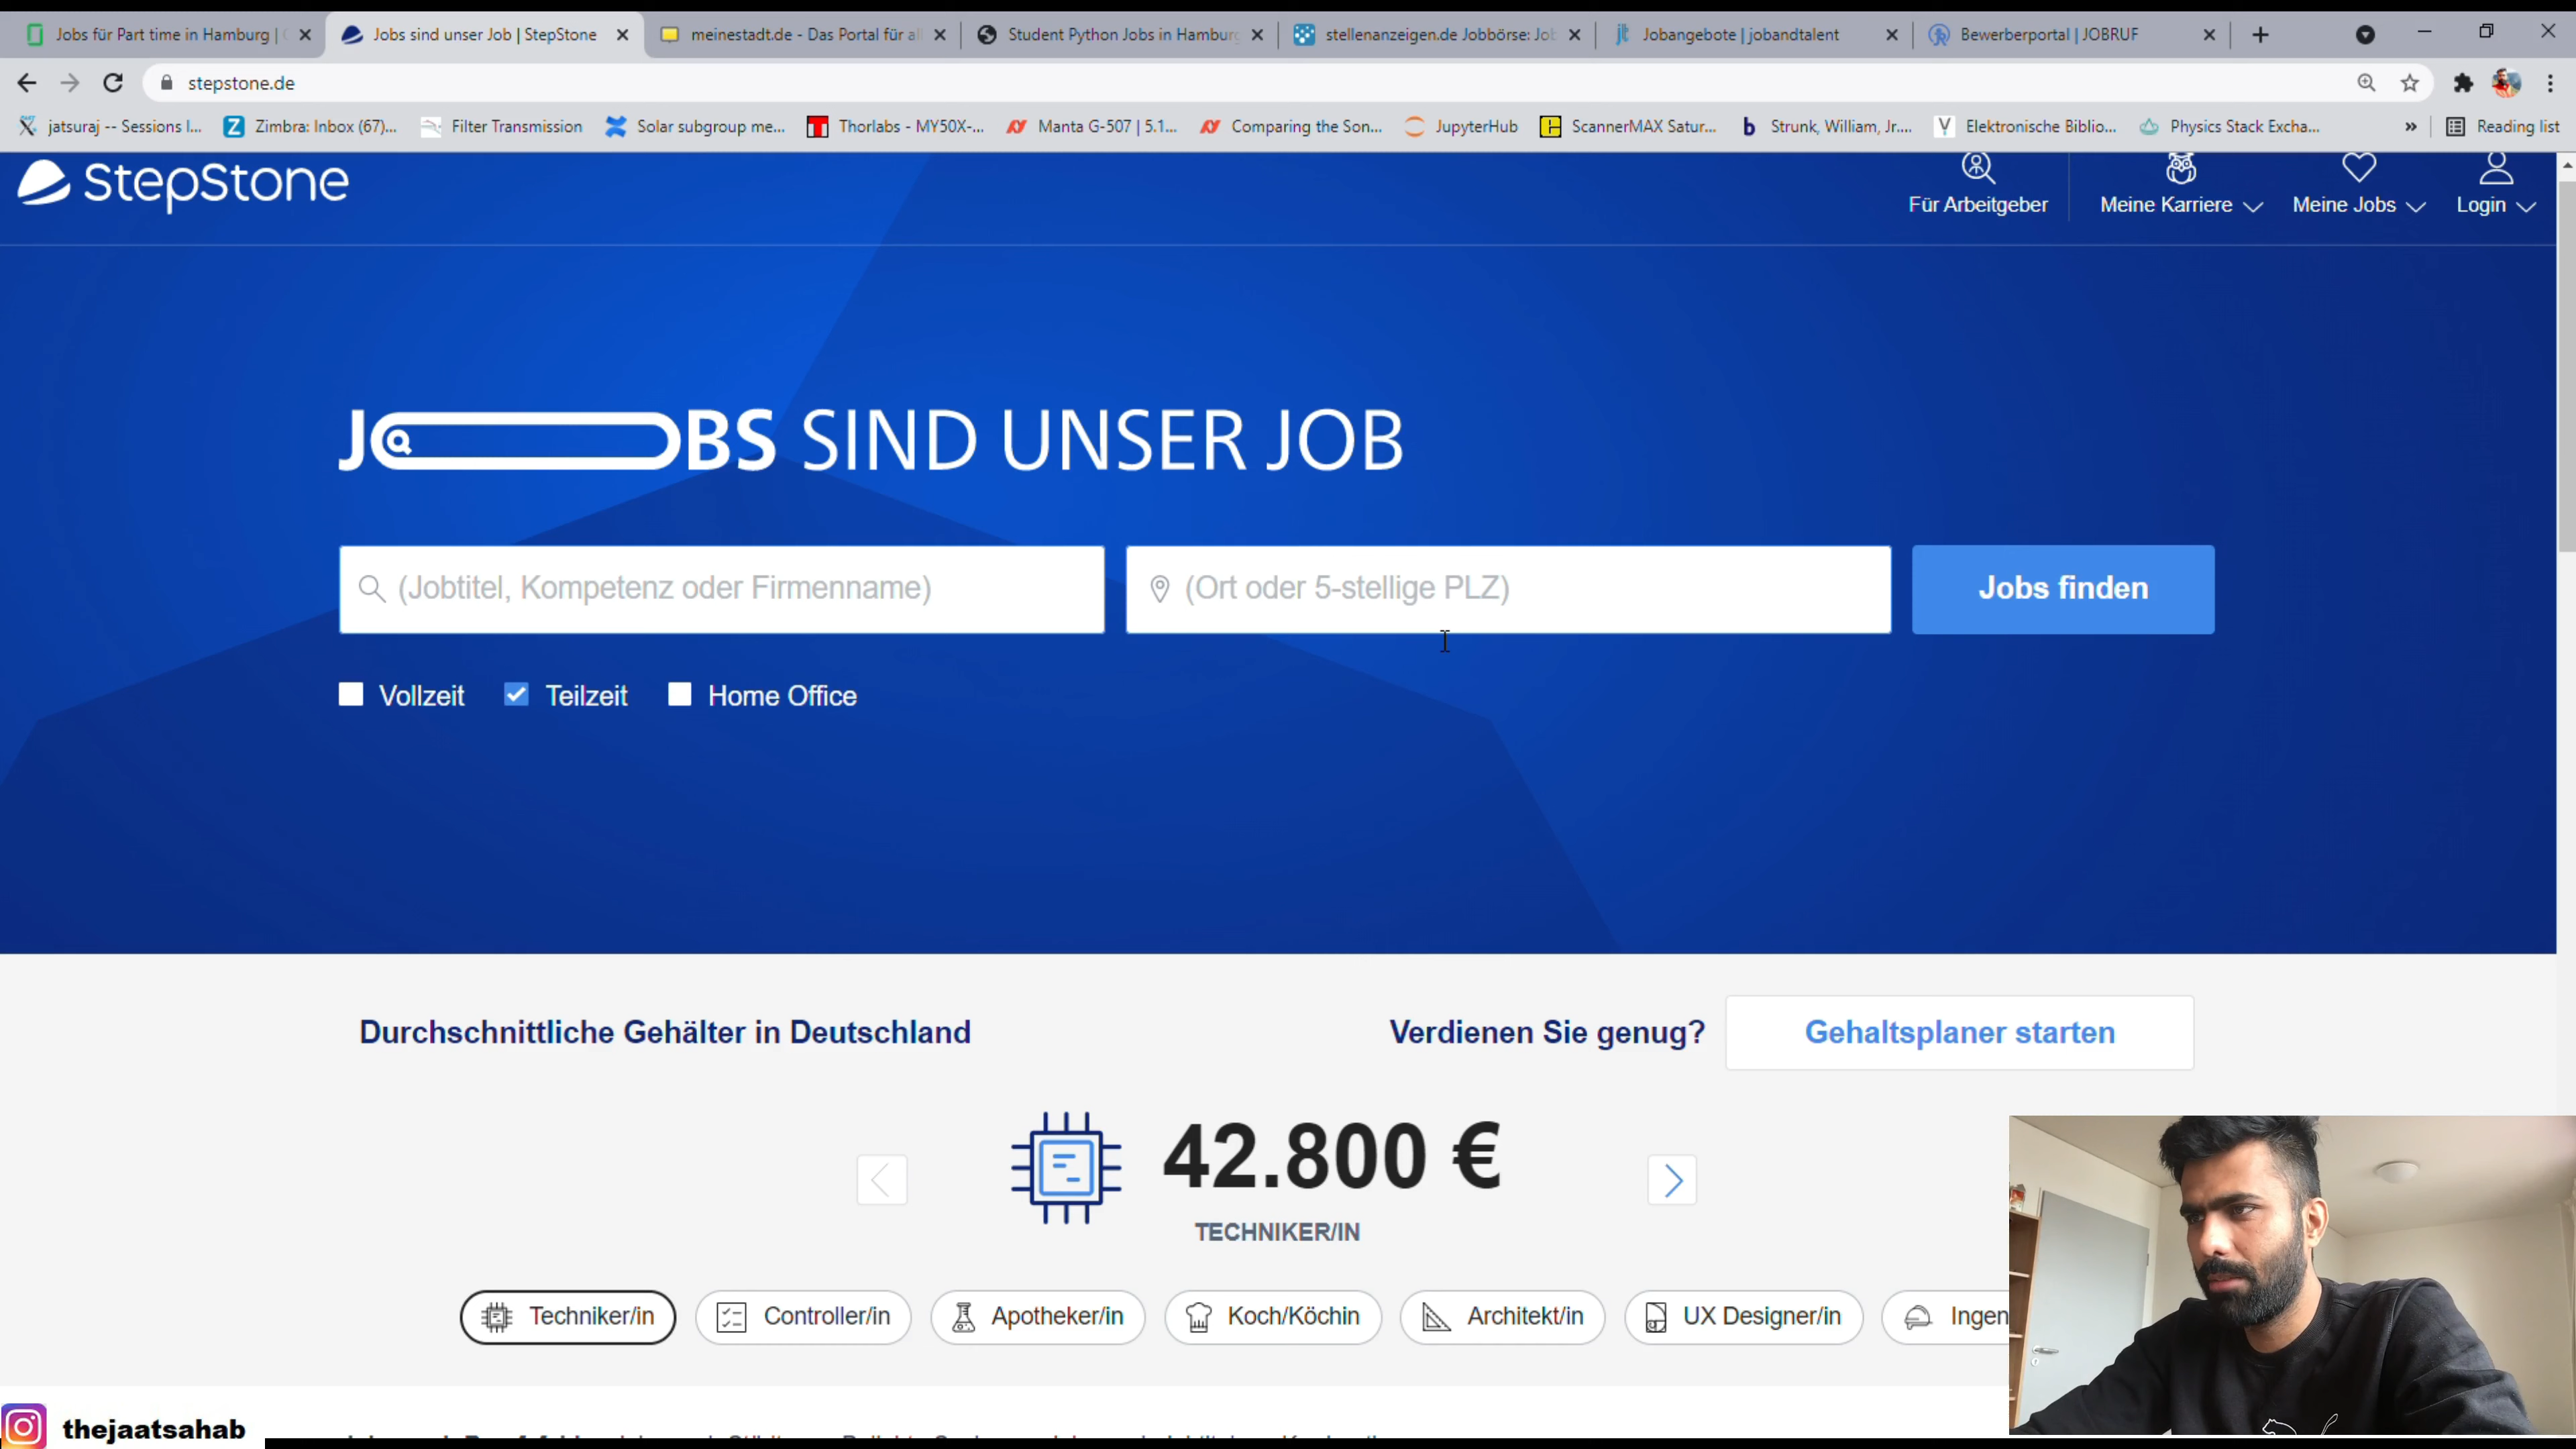 Jobs für Part time in Hamburg |
Jobs sind unser Job | StepStone
meinestadt.de - Das Portal für al
Student Python Jobs in Hamburg
stellenanzeigen.de Jobbörse: Job
jt Jobangebote | jobandtalent
Bewerberportal | JOBRUF
stepstone.de
jatsuraj -- Sessions I...
Z Zimbra: Inbox (67)...
Filter Transmission
Solar subgroup me...
Thorlabs - MY50X-...
Manta G-507 | 5.1...
Comparing the Son...
JupyterHub
ScannerMAX Satur...
b Strunk, William, Jr....
Elektronische Biblio...
Physics Stack Excha...
»
Reading list
StepStone
Für Arbeitgeber
Meine Karriere
Meine Jobs
Login
JOBS SIND UNSER JOB
(Jobtitel, Kompetenz oder Firmenname)
(Ort oder 5-stellige PLZ)
Jobs finden
Vollzeit
Teilzeit
Home Office
Durchschnittliche Gehälter in Deutschland
Verdienen Sie genug?
Gehaltsplaner starten
42.800 €
TECHNIKER/IN
Techniker/in
Controller/in
Apotheker/in
Koch/Köchin
Architekt/in
UX Designer/in
Ingen
thejaatsahab